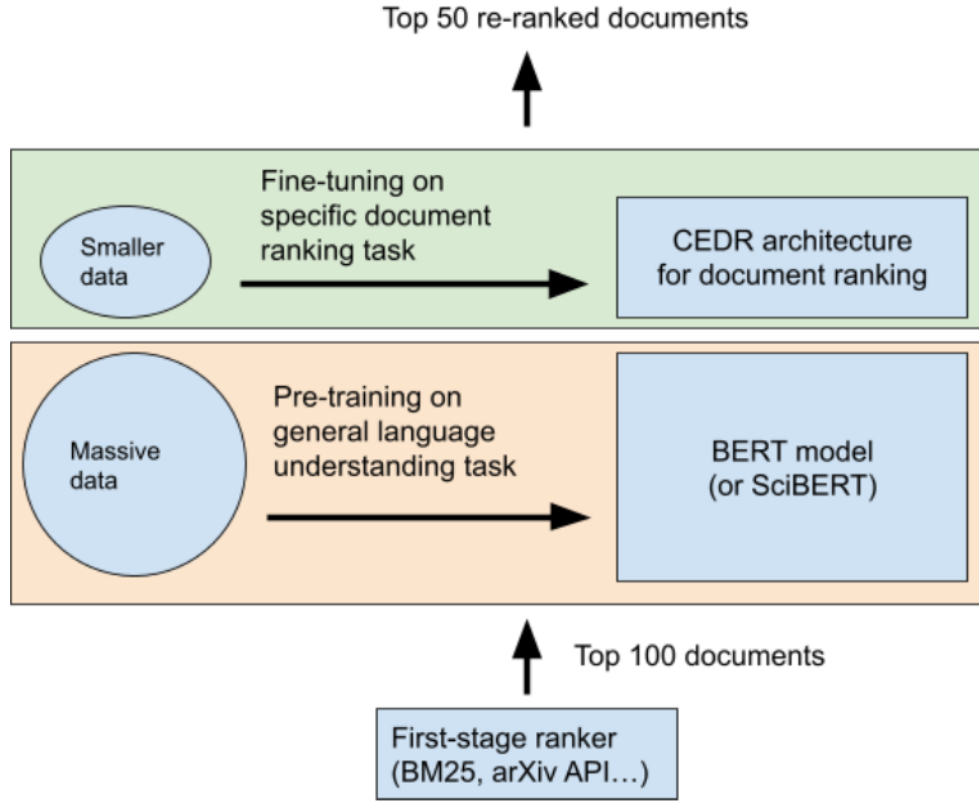 Top 50 re-ranked documents
Fine-tuning on
specific document
ranking task
Smaller
data
CEDR architecture
for document ranking
Pre-training on
general language
understanding task
Massive
data
BERT model
(or SciBERT)
Top 100 documents
First-stage ranker
(BM25, arXiv API...)